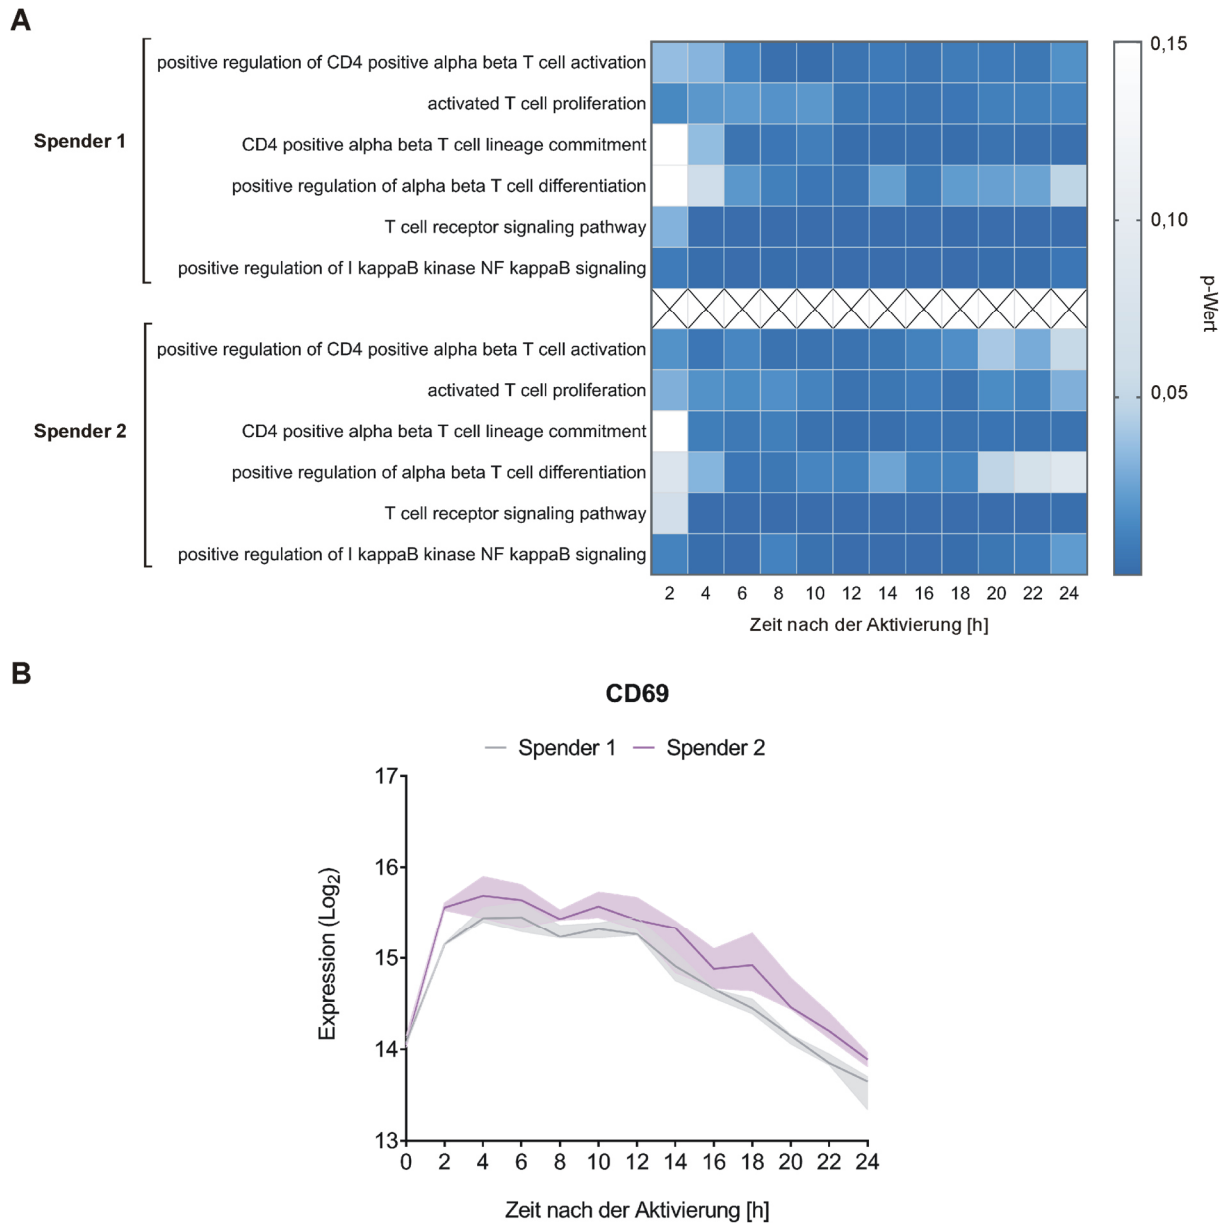 A
Spender 1
positive regulation of CD4 positive alpha beta T cell activation
activated T cell proliferation
CD4 positive alpha beta T cell lineage commitment
positive regulation of alpha beta T cell differentiation
T cell receptor signaling pathway
positive regulation of I kappaB kinase NF kappaB signaling
Spender 2
positive regulation of CD4 positive alpha beta T cell activation
activated T cell proliferation
CD4 positive alpha beta T cell lineage commitment
positive regulation of alpha beta T cell differentiation
T cell receptor signaling pathway
positive regulation of I kappaB kinase NF kappaB signaling
2 4 6 8 10 12 14 16 18 20 22 24
Zeit nach der Aktivierung [h]
0,15
0,10
0,05
p-Wert
B
CD69
Spender 1 Spender 2
17
16
15
14
13
Expression (Log2)
0 2 4 6 8 10 12 14 16 18 20 22 24
Zeit nach der Aktivierung [h]